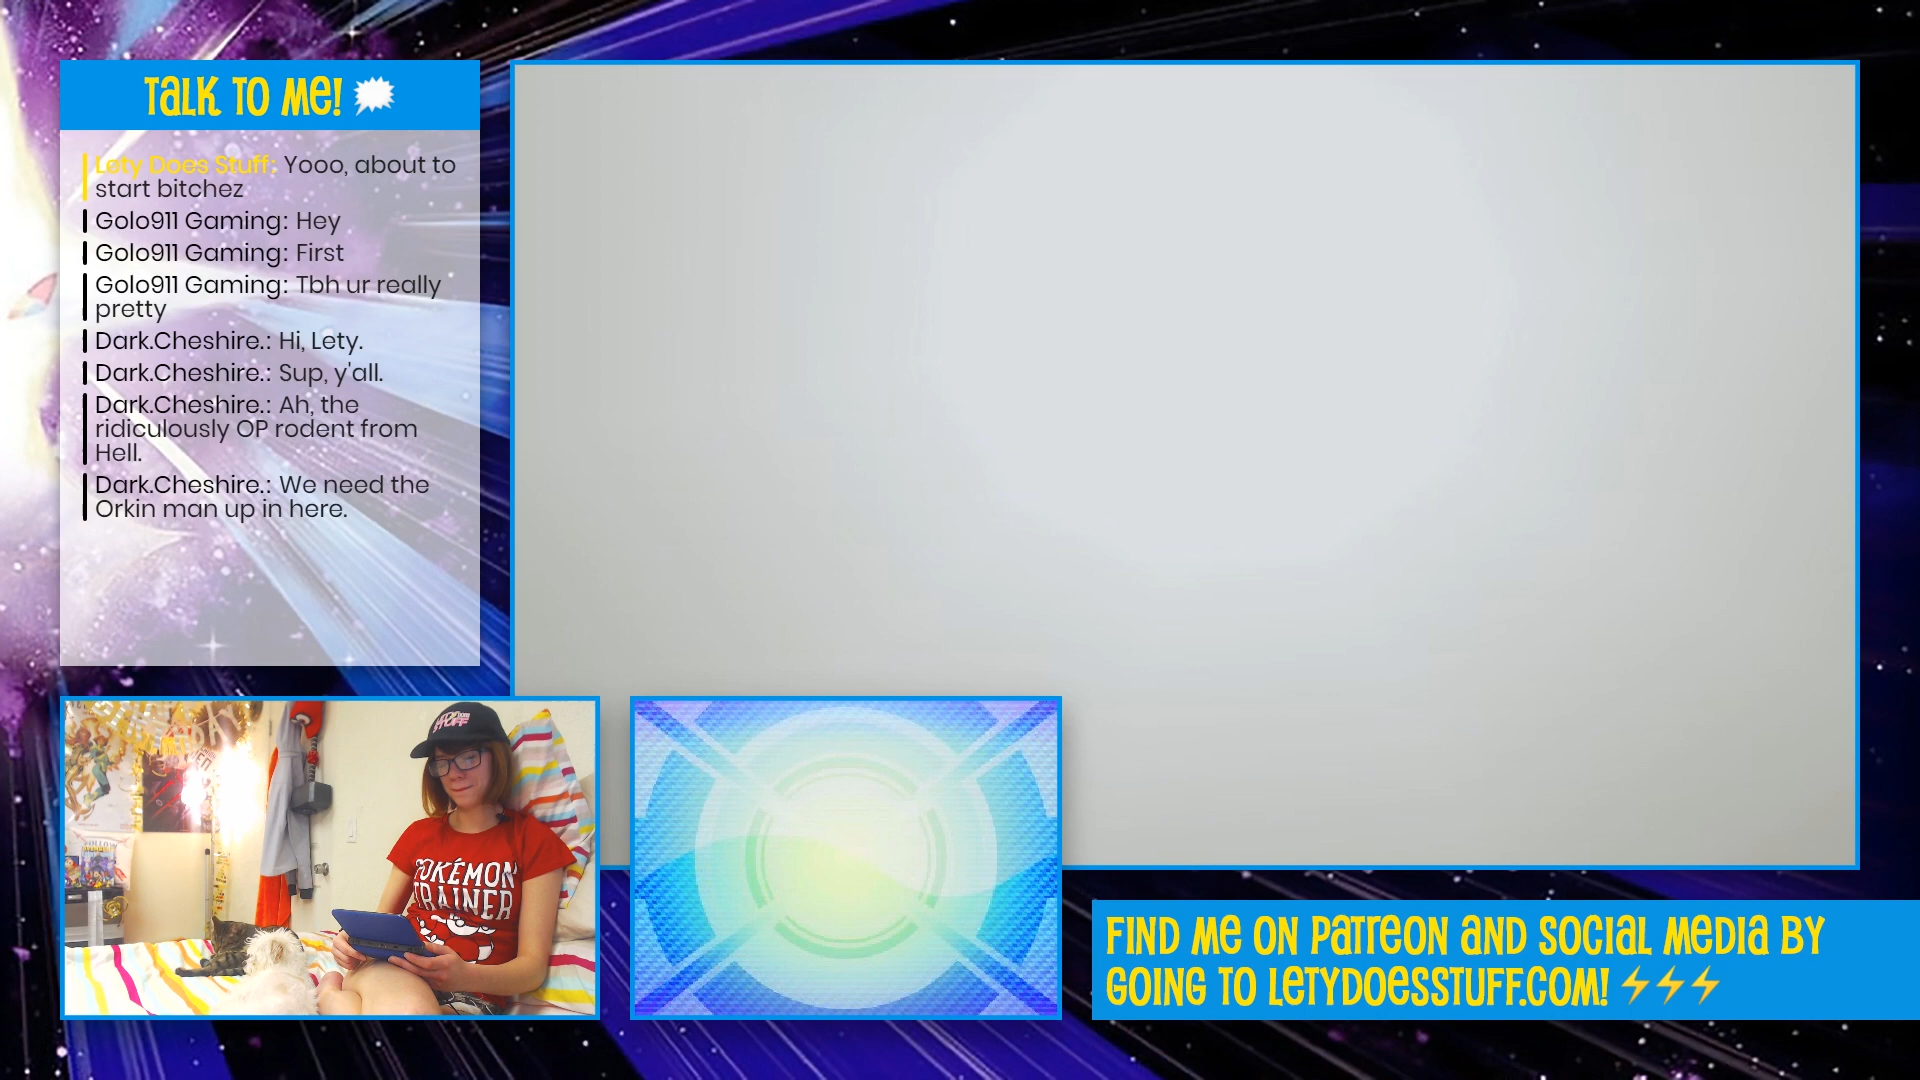 TALK TO ME!
Lety Does Stuff: Yooo, about to
start bitchez
Golo911 Gaming: Hey
Golo911 Gaming: First
Golo911 Gaming: Tbh ur really
pretty
Dark.Cheshire.: Hi, Lety.
Dark.Cheshire.: Sup, y'all.
Dark.Cheshire.: Ah, the
ridiculously OP rodent from
Hell.
Dark.Cheshire.: We need the
Orkin man up in here.
POKÉMON
TRAINER
FIND ME ON PATREON AND SOCIAL MEDIA BY
GOING TO LETYDOESSTUFF.COM!